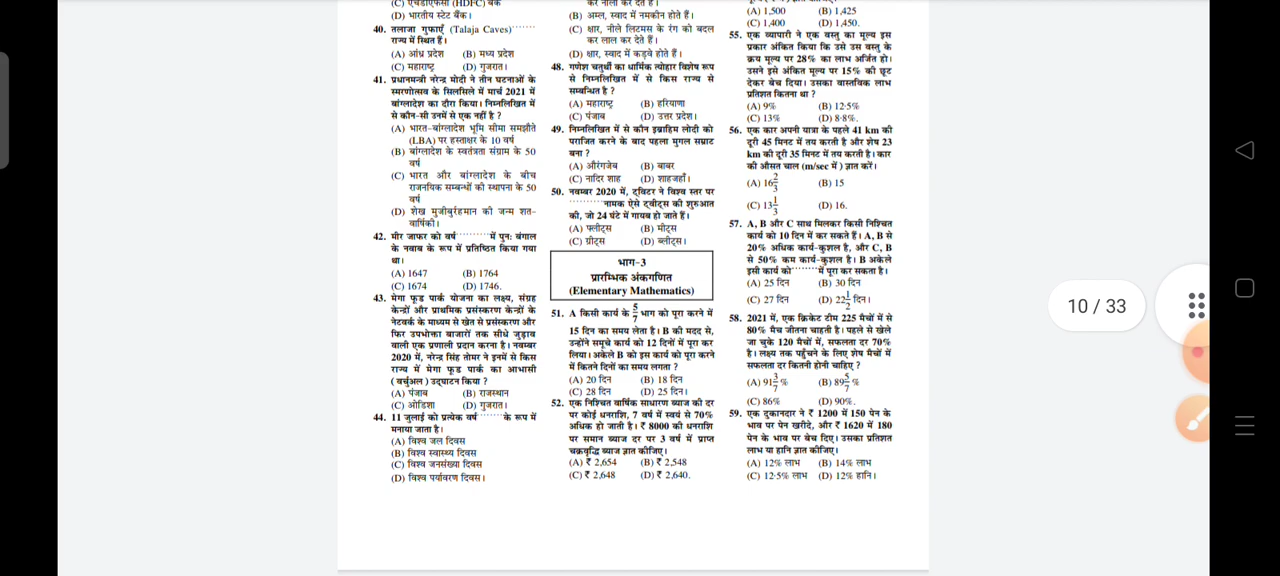 (C) एचडीएफसी (HDFC) बैंक
(D) भारतीय स्टेट बैंक।
40. तलाजा गुफाएँ (Talaja Caves)········
राज्य में स्थित हैं।
(A) आंध्र प्रदेश (B) मध्य प्रदेश
(C) महाराष्ट्र (D) गुजरात।
41. प्रधानमन्त्री नरेन्द्र मोदी ने तीन घटनाओं के
स्मरणोत्सव के सिलसिले में मार्च 2021 में
बांग्लादेश का दौरा किया। निम्नलिखित में
से कौन-सी उनमें से एक नहीं है ?
(A) भारत-बांग्लादेश भूमि सीमा समझौते
(LBA) पर हस्ताक्षर के 10 वर्ष
(B) बांग्लादेश के स्वतंत्रता संग्राम के 50
वर्ष
(C) भारत और बांग्लादेश के बीच
राजनयिक सम्बन्धों की स्थापना के 50
वर्ष
(D) शेख मुजीबुर्रहमान की जन्म शत-
वार्षिकी।
42. मीर जाफर को वर्ष ········ में पुनः बंगाल
के नवाब के रूप में प्रतिष्ठित किया गया
था।
(A) 1647 (B) 1764
(C) 1674 (D) 1746.
43. मेगा फूड पार्क योजना का लक्ष्य, संग्रह
केन्द्रों और प्राथमिक प्रसंस्करण केन्द्रों के
नेटवर्क के माध्यम से खेत से प्रसंस्करण और
फिर उपभोक्ता बाजारों तक सीधे जुड़ाव
वाली एक प्रणाली प्रदान करना है। नवम्बर
2020 में, नरेन्द्र सिंह तोमर ने इनमें से किस
राज्य में मेगा फूड पार्क का आभासी
(वर्चुअल) उद्घाटन किया ?
(A) पंजाब (B) राजस्थान
(C) ओडिशा (D) गुजरात।
44. 11 जुलाई को प्रत्येक वर्ष ········ के रूप में
मनाया जाता है।
(A) विश्व जल दिवस
(B) विश्व स्वास्थ्य दिवस
(C) विश्व जनसंख्या दिवस
(D) विश्व पर्यावरण दिवस।
कर नीला कर देते हैं।
(B) अम्ल, स्वाद में नमकीन होते हैं।
(C) क्षार, नीले लिटमस के रंग को बदल
कर लाल कर देते हैं।
(D) क्षार, स्वाद में कड़वे होते हैं।
48. गणेश चतुर्थी का धार्मिक त्योहार विशेष रूप
से निम्नलिखित में से किस राज्य से
सम्बन्धित है ?
(A) महाराष्ट्र (B) हरियाणा
(C) पंजाब (D) उत्तर प्रदेश।
49. निम्नलिखित में से कौन इब्राहिम लोदी को
पराजित करने के बाद पहला मुगल सम्राट
बना ?
(A) औरंगजेब (B) बाबर
(C) नादिर शाह (D) शाहजहाँ।
50. नवम्बर 2020 में, ट्विटर ने विश्व स्तर पर
········ नामक ऐसे ट्वीट्स की शुरुआत
की, जो 24 घंटे में गायब हो जाते हैं।
(A) फ्लीट्स (B) मीट्स
(C) ग्रीट्स (D) ब्लीट्स।
भाग-3
प्रारम्भिक अंकगणित
(Elementary Mathematics)
51. A किसी कार्य के 5/7 भाग को पूरा करने में
15 दिन का समय लेता है। B की मदद से,
उन्होंने समूचे कार्य को 12 दिनों में पूरा कर
लिया। अकेले B को इस कार्य को पूरा करने
में कितने दिनों का समय लगता ?
(A) 20 दिन (B) 18 दिन
(C) 28 दिन (D) 25 दिन।
52. एक निश्चित वार्षिक साधारण ब्याज की दर
पर कोई धनराशि, 7 वर्ष में स्वयं से 70%
अधिक हो जाती है। ₹ 8000 की धनराशि
पर समान ब्याज दर पर 3 वर्ष में प्राप्त
चक्रवृद्धि ब्याज ज्ञात कीजिए।
(A) ₹ 2,654 (B) ₹ 2,548
(C) ₹ 2,648 (D) ₹ 2,640.
(A) 1,500 (B) 1,425
(C) 1,400 (D) 1,450.
55. एक व्यापारी ने एक वस्तु का मूल्य इस
प्रकार अंकित किया कि उसे उस वस्तु के
क्रय मूल्य पर 28% का लाभ अर्जित हो।
उसने इसे अंकित मूल्य पर 15% की छूट
देकर बेच दिया। उसका वास्तविक लाभ
प्रतिशत कितना था ?
(A) 9% (B) 12·5%
(C) 13% (D) 8·8%.
56. एक कार अपनी यात्रा के पहले 41 km की
दूरी 45 मिनट में तय करती है और शेष 23
km की दूरी 35 मिनट में तय करती है। कार
की औसत चाल (m/sec में) ज्ञात करें।
(A) 16 2/3 (B) 15
(C) 13 1/3 (D) 16.
57. A, B और C साथ मिलकर किसी निश्चित
कार्य को 10 दिन में कर सकते हैं। A, B से
20% अधिक कार्य-कुशल है, और C, B
से 50% कम कार्य-कुशल है। B अकेले
इसी कार्य को ········ में पूरा कर सकता है।
(A) 25 दिन (B) 30 दिन
(C) 27 दिन (D) 22 1/2 दिन।
58. 2021 में, एक क्रिकेट टीम 225 मैचों में से
80% मैच जीतना चाहती है। पहले से खेले
जा चुके 120 मैचों में, सफलता दर 70%
है। लक्ष्य तक पहुँचने के लिए शेष मैचों में
सफलता दर कितनी होनी चाहिए ?
(A) 91 3/7 % (B) 89 5/7 %
(C) 86% (D) 90%.
59. एक दुकानदार ने ₹ 1200 में 150 पेन के
भाव पर पेन खरीदे, और ₹ 1620 में 180
पेन के भाव पर बेच दिए। उसका प्रतिशत
लाभ या हानि ज्ञात कीजिए।
(A) 12% लाभ (B) 14% लाभ
(C) 12·5% लाभ (D) 12% हानि।
10 / 33